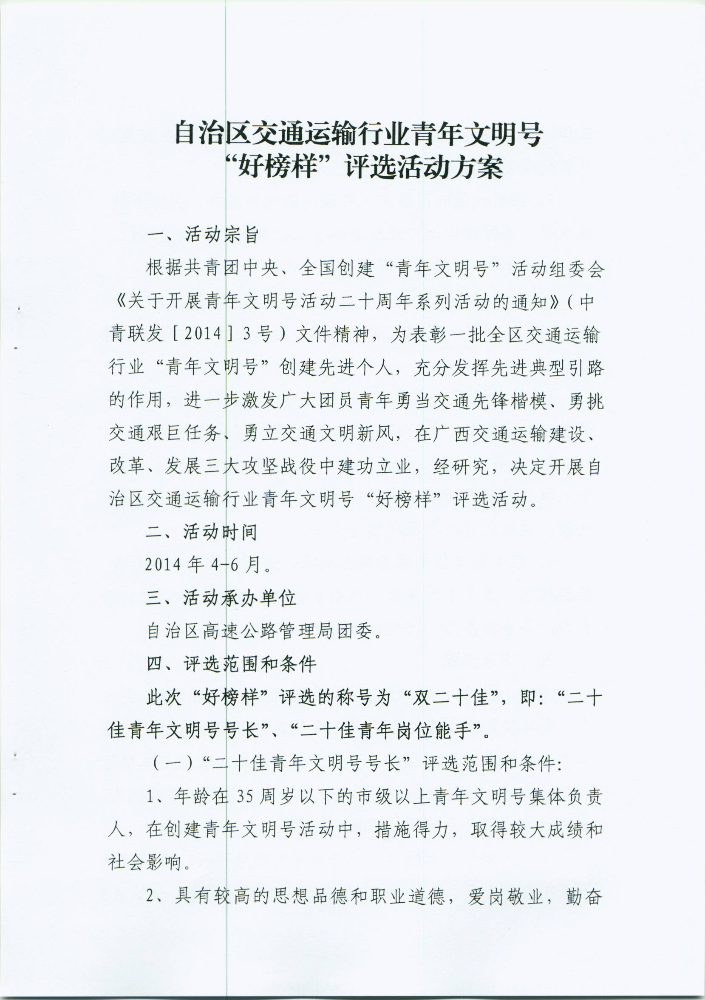 自治区交通运输行业青年文明号
“好榜样”评选活动方案
一、活动宗旨
根据共青团中央、全国创建“青年文明号”活动组委会
《关于开展青年文明号活动二十周年系列活动的通知》(中
青联发[2014]3号)文件精神，为表彰一批全区交通运输
行业“青年文明号”创建先进个人，充分发挥先进典型引路
的作用，进一步激发广大团员青年勇当交通先锋楷模、勇挑
交通艰巨任务、勇立交通文明新风，在广西交通运输建设、
改革、发展三大攻坚战役中建功立业，经研究，决定开展自
治区交通运输行业青年文明号“好榜样”评选活动。
二、活动时间
2014年4-6月。
三、活动承办单位
自治区高速公路管理局团委。
四、评选范围和条件
此次“好榜样”评选的称号为“双二十佳”，即：“二十
佳青年文明号号长”、“二十佳青年岗位能手”。
(一)“二十佳青年文明号号长”评选范围和条件：
1、年龄在35周岁以下的市级以上青年文明号集体负责
人，在创建青年文明号活动中，措施得力，取得较大成绩和
社会影响。
2、具有较高的思想品德和职业道德，爱岗敬业，勤奋